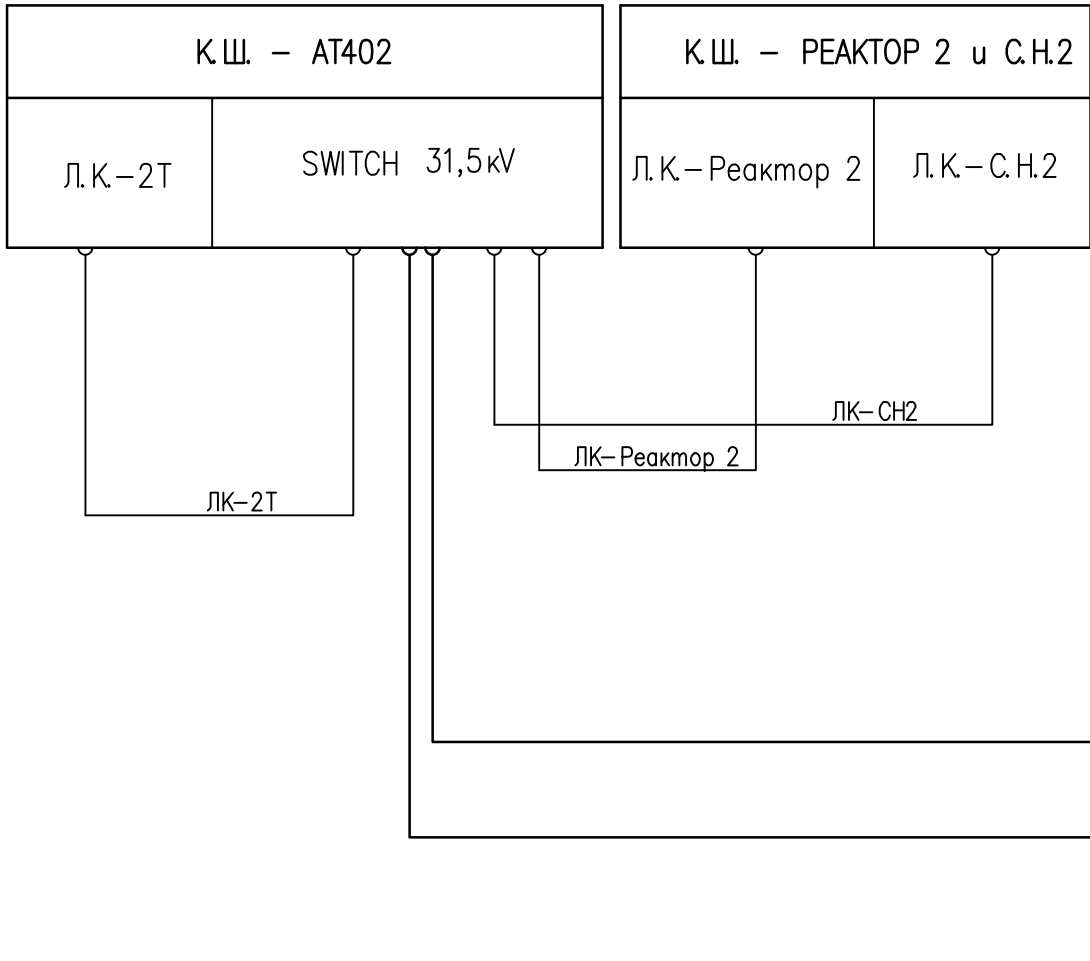 К.Ш. - АТ402
К.Ш. - РЕАКТОР 2 и С.Н.2
Л.К.-2Т
SWITCH 31,5кV
Л.К.-Реактор 2
Л.К.-С.Н.2
ЛК-СН2
ЛК-Реактор 2
ЛК-2Т